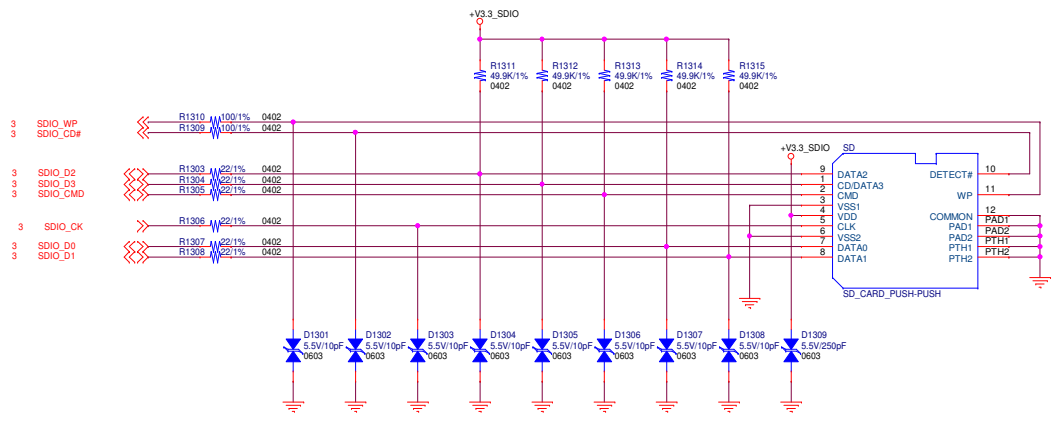 +V3.3_SDIO
R1311
49.9K/1%
0402
R1312
49.9K/1%
0402
R1313
49.9K/1%
0402
R1314
49.9K/1%
0402
R1315
49.9K/1%
0402
3 SDIO_WP R1310 100/1% 0402
3 SDIO_CD# R1309 100/1% 0402
3 SDIO_D2 R1303 22/1% 0402
3 SDIO_D3 R1304 22/1% 0402
3 SDIO_CMD R1305 22/1% 0402
3 SDIO_CK R1306 22/1% 0402
3 SDIO_D0 R1307 22/1% 0402
3 SDIO_D1 R1308 22/1% 0402
+V3.3_SDIO
SD
9 DATA2
1 CD/DATA3
2 CMD
3 VSS1
4 VDD
5 CLK
6 VSS2
7 DATA0
8 DATA1
DETECT# 10
WP 11
COMMON 12
PAD1 PAD1
PAD2 PAD2
PTH1 PTH1
PTH2 PTH2
SD_CARD_PUSH-PUSH
D1301
5.5V/10pF
0603
D1302
5.5V/10pF
0603
D1303
5.5V/10pF
0603
D1304
5.5V/10pF
0603
D1305
5.5V/10pF
0603
D1306
5.5V/10pF
0603
D1307
5.5V/10pF
0603
D1308
5.5V/10pF
0603
D1309
5.5V/250pF
0603